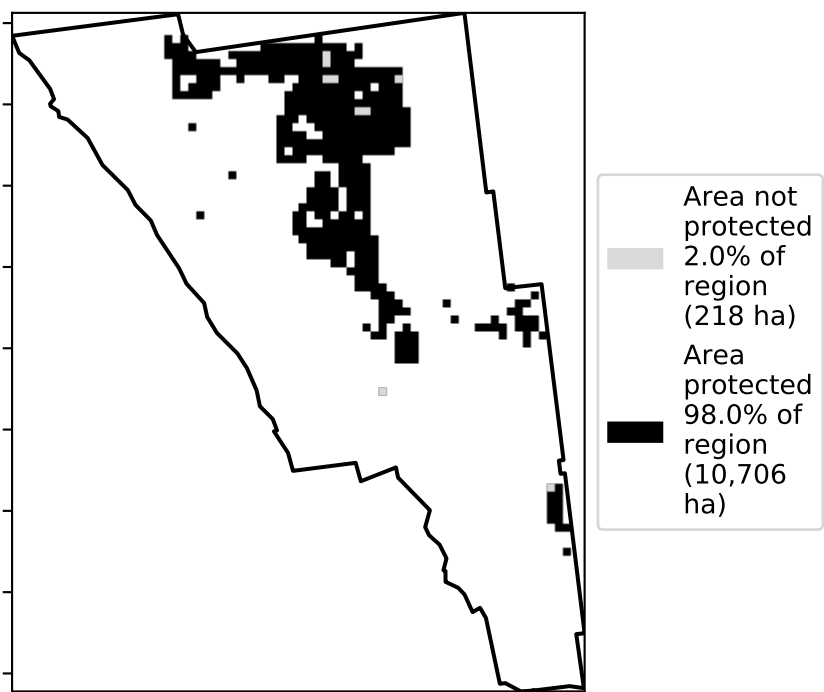 Area not
protected
2.0% of
region
(218 ha)
Area
protected
98.0% of
region
(10,706
ha)